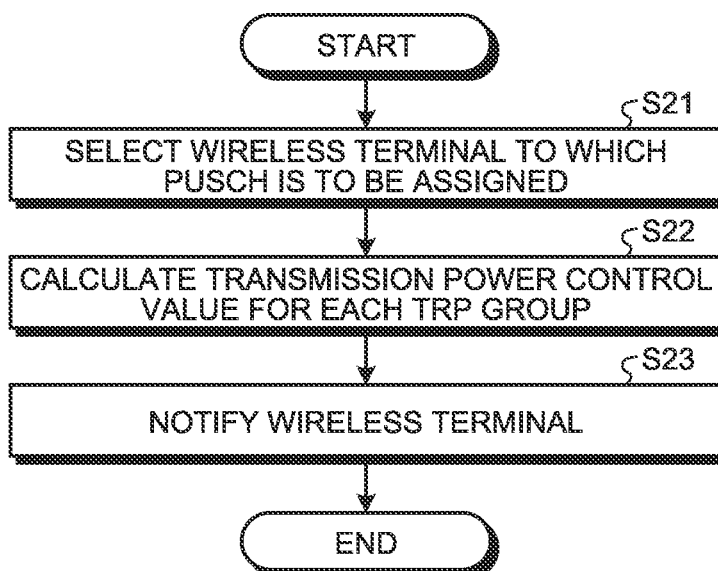 START
S21
SELECT WIRELESS TERMINAL TO WHICH
PUSCH IS TO BE ASSIGNED
S22
CALCULATE TRANSMISSION POWER CONTROL
VALUE FOR EACH TRP GROUP
S23
NOTIFY WIRELESS TERMINAL
END